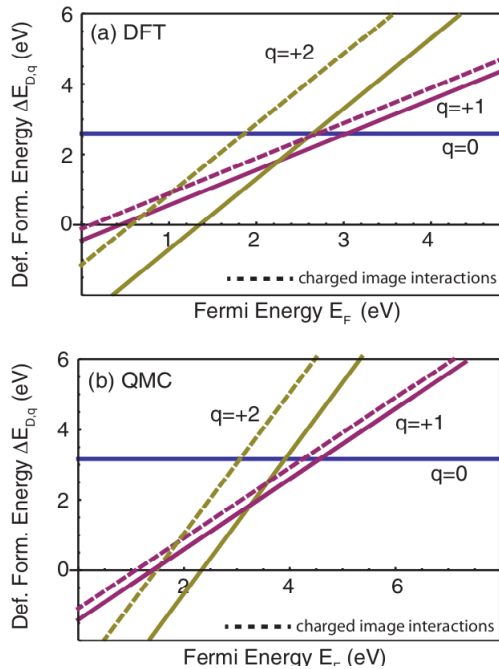 6
(a) DFT
q=+2
4
q=+1
2
q=0
0
1
2
3
4
charged image interactions
Def. Form. Energy ΔE_D,q (eV)
Fermi Energy E_F (eV)
6
(b) QMC
q=+2
q=+1
4
q=0
2
0
2
4
6
charged image interactions
Def. Form. Energy ΔE_D,q (eV)
Fermi Energy E_F (eV)